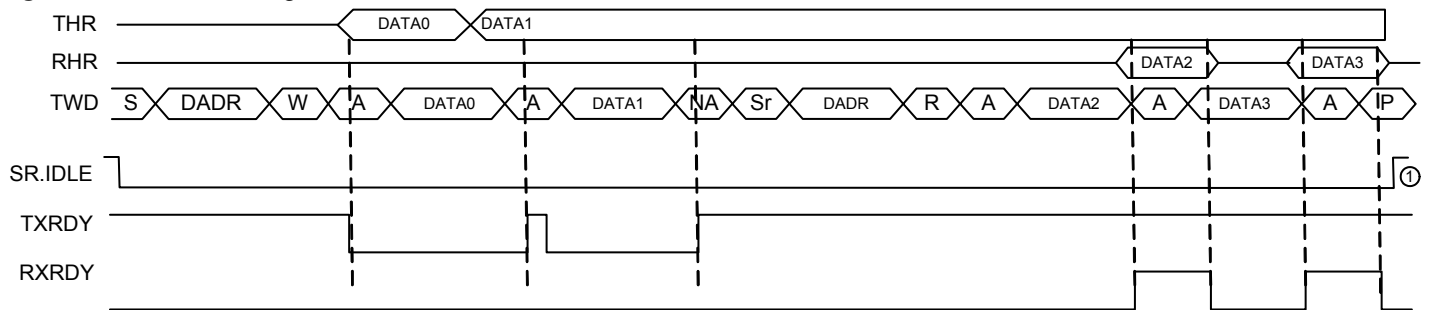 THR DATA0 DATA1
RHR DATA2 DATA3
TWD S DADR W A DATA0 A DATA1 NA Sr DADR R A DATA2 A DATA3 A P
SR.IDLE ①
TXRDY
RXRDY